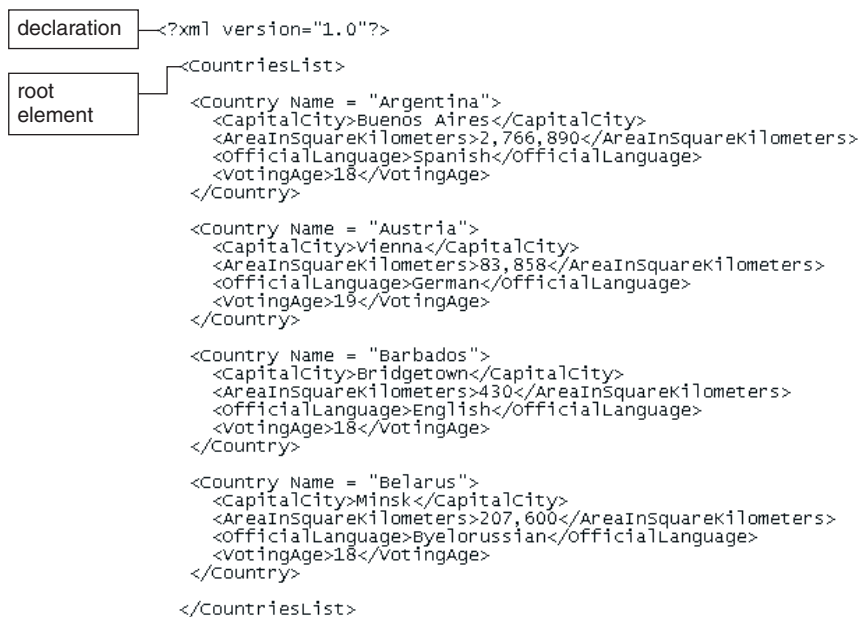 declaration
<?xml version="1.0"?>
root
element
<CountriesList>
<Country Name = "Argentina">
<CapitalCity>Buenos Aires</CapitalCity>
<AreaInSquareKilometers>2,766,890</AreaInSquareKilometers>
<OfficialLanguage>Spanish</OfficialLanguage>
<VotingAge>18</VotingAge>
</Country>
<Country Name = "Austria">
<CapitalCity>Vienna</CapitalCity>
<AreaInSquareKilometers>83,858</AreaInSquareKilometers>
<OfficialLanguage>German</OfficialLanguage>
<VotingAge>19</VotingAge>
</Country>
<Country Name = "Barbados">
<CapitalCity>Bridgetown</CapitalCity>
<AreaInSquareKilometers>430</AreaInSquareKilometers>
<OfficialLanguage>English</OfficialLanguage>
<VotingAge>18</VotingAge>
</Country>
<Country Name = "Belarus">
<CapitalCity>Minsk</CapitalCity>
<AreaInSquareKilometers>207,600</AreaInSquareKilometers>
<OfficialLanguage>Byelorussian</OfficialLanguage>
<VotingAge>18</VotingAge>
</Country>
</CountriesList>